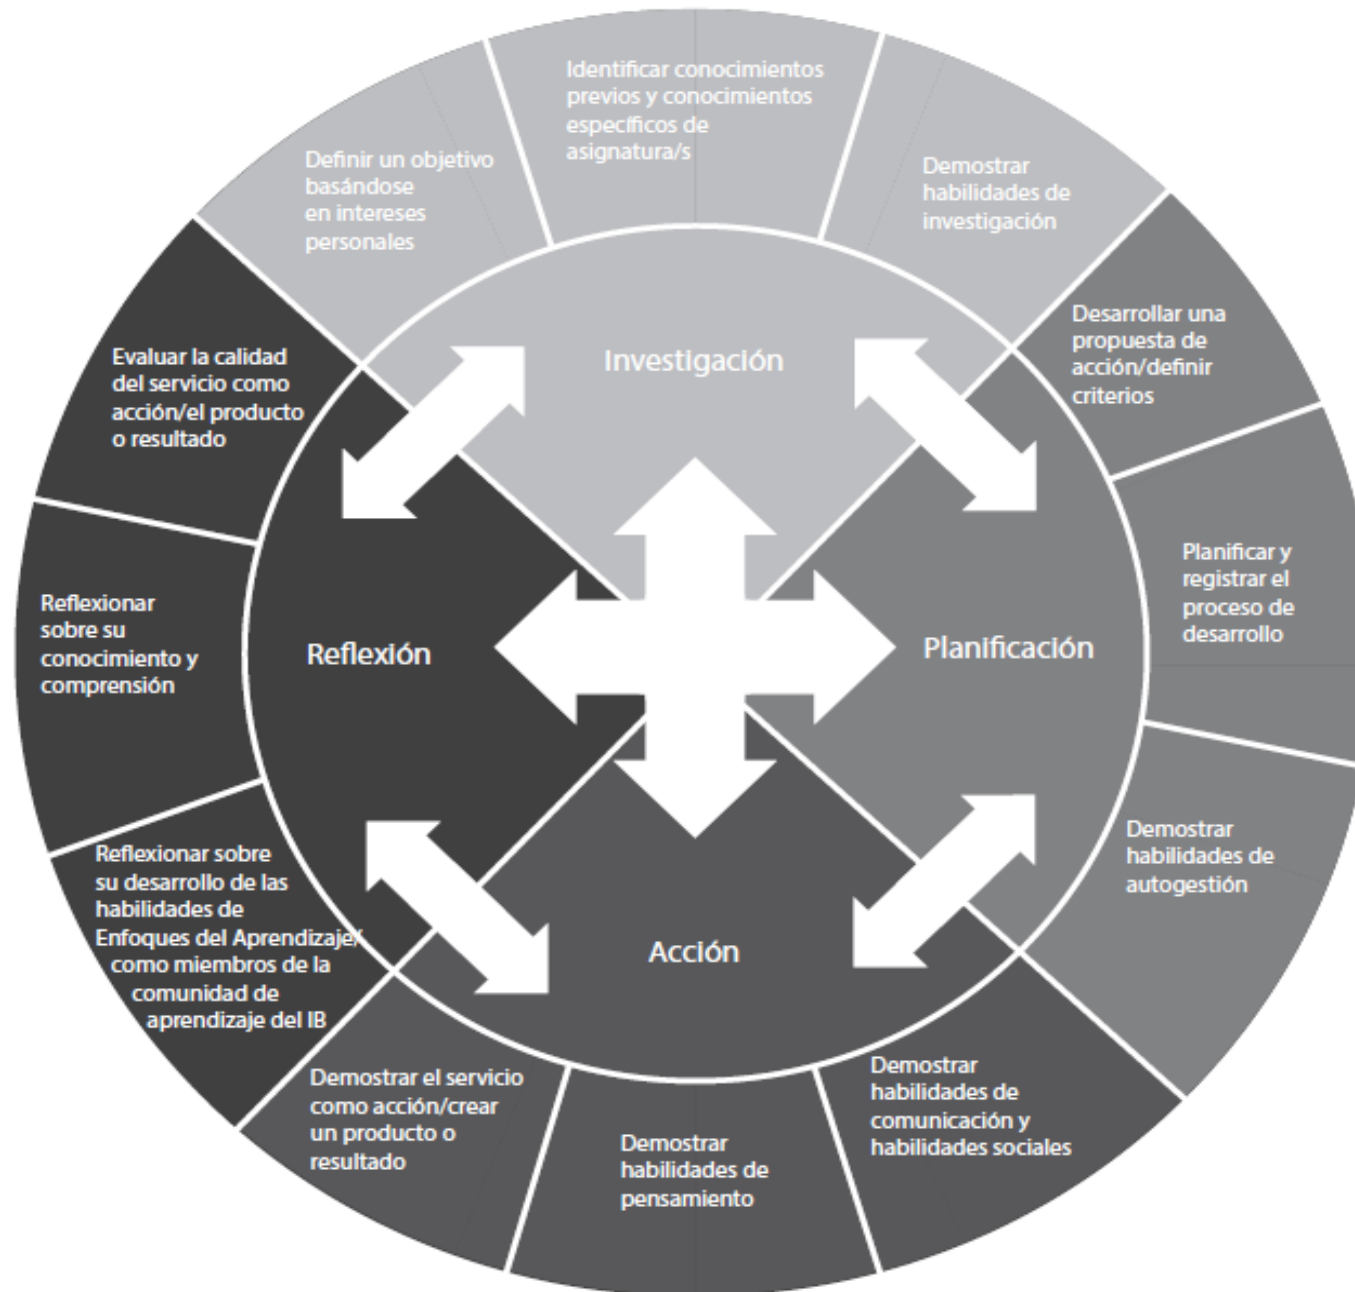 Identificar conocimientos
previos y conocimientos
específicos de
asignatura/s
Definir un objetivo
basándose
en intereses
personales
Demostrar
habilidades de
investigación
Desarrollar una
propuesta de
acción/definir
criterios
Evaluar la calidad
del servicio como
acción/el producto
o resultado
Investigación
Planificar y
registrar el
proceso de
desarrollo
Reflexionar
sobre su
conocimiento y
comprensión
Reflexión
Planificación
Demostrar
habilidades de
autogestión
Reflexionar sobre
su desarrollo de las
habilidades de
Enfoques del Aprendizaje/
como miembros de la
comunidad de
aprendizaje del IB
Acción
Demostrar el servicio
como acción/crear
un producto o
resultado
Demostrar
habilidades de
pensamiento
Demostrar
habilidades de
comunicación y
habilidades sociales